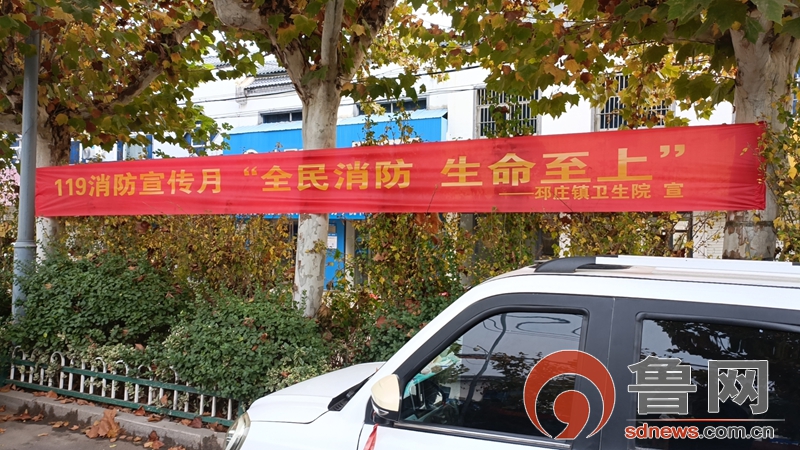 119消防宣传月 “全民消防 生命至上”
——邳庄镇卫生院 宣
鲁网
sdnews.com.cn